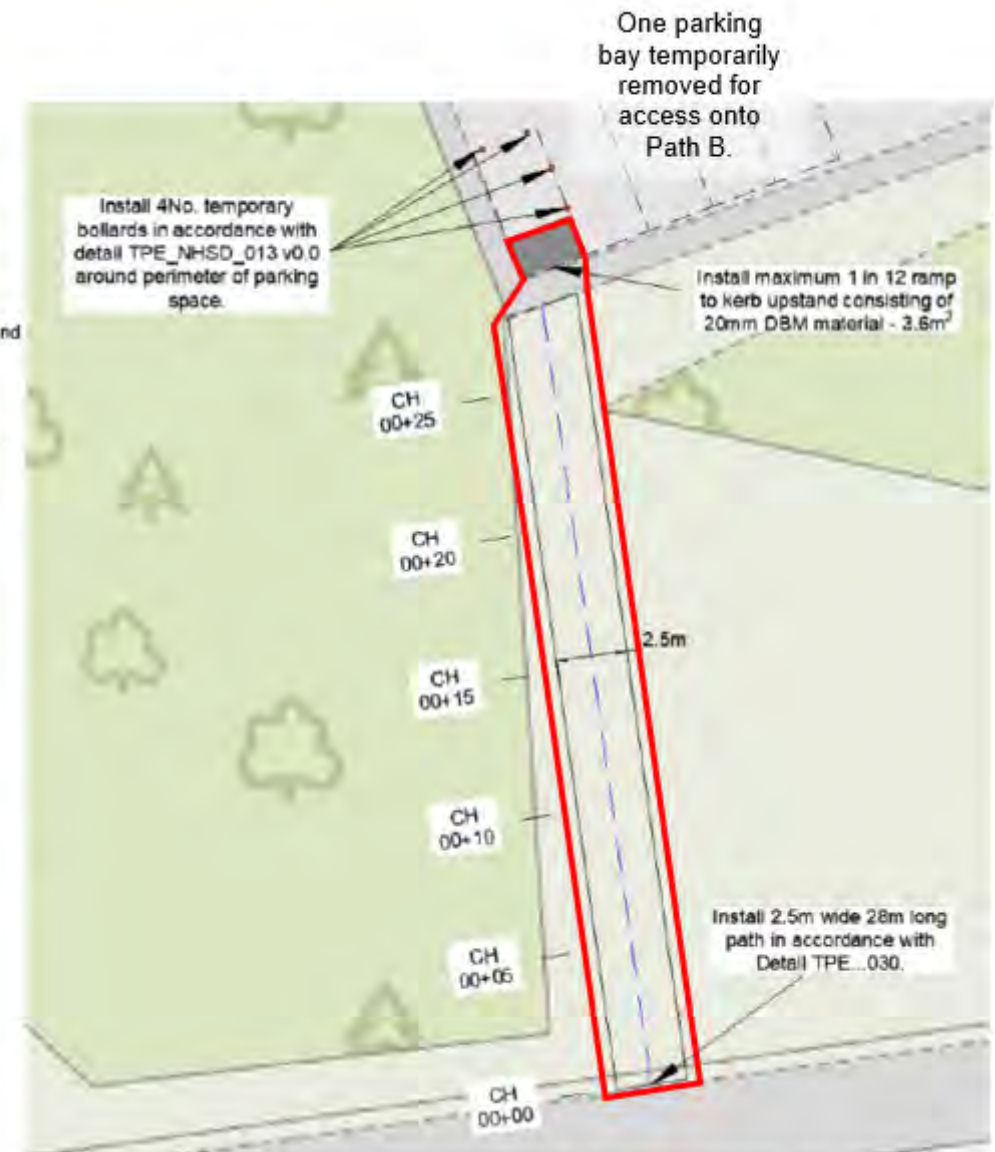 One parking
bay temporarily
removed for
access onto
Path B.
Install 4No. temporary
bollards in accordance with
detail TPE_NHSD_013 v0.0
around perimeter of parking
space.
Install maximum 1 in 12 ramp
to kerb upstand consisting of
20mm DBM material - 3.6m²
nd
CH
00+25
CH
00+20
2.5m
CH
00+15
CH
00+10
Install 2.5m wide 28m long
path in accordance with
Detail TPE...030.
CH
00+05
CH
00+00